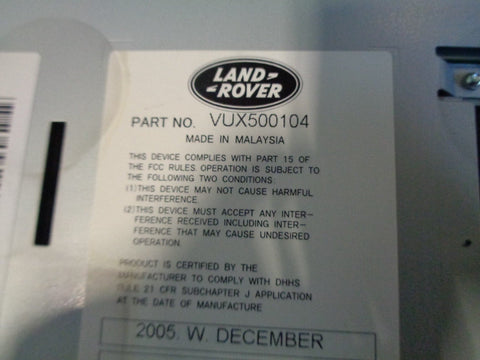 LAND-
-ROVER
PART NO. VUX500104
MADE IN MALAYSIA
THIS DEVICE COMPLIES WITH PART 15 OF
THE FCC RULES. OPERATION IS SUBJECT TO
THE FOLLOWING TWO CONDITIONS:
(1)THIS DEVICE MAY NOT CAUSE HARMFUL
INTERFERENCE.
(2)THIS DEVICE MUST ACCEPT ANY INTER-
FERENCE RECEIVED INCLUDING INTER-
FERENCE THAT MAY CAUSE UNDESIRED
OPERATION.
PRODUCT IS CERTIFIED BY THE
MANUFACTURER TO COMPLY WITH DHHS
RULE 21 CFR SUBCHAPTER J APPLICATION
AT THE DATE OF MANUFACTURE
2005. W. DECEMBER